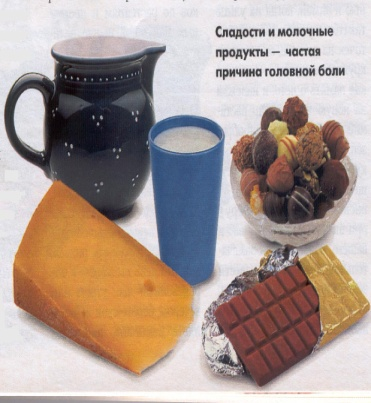 Сладости и молочные
продукты — частая
причина головной боли